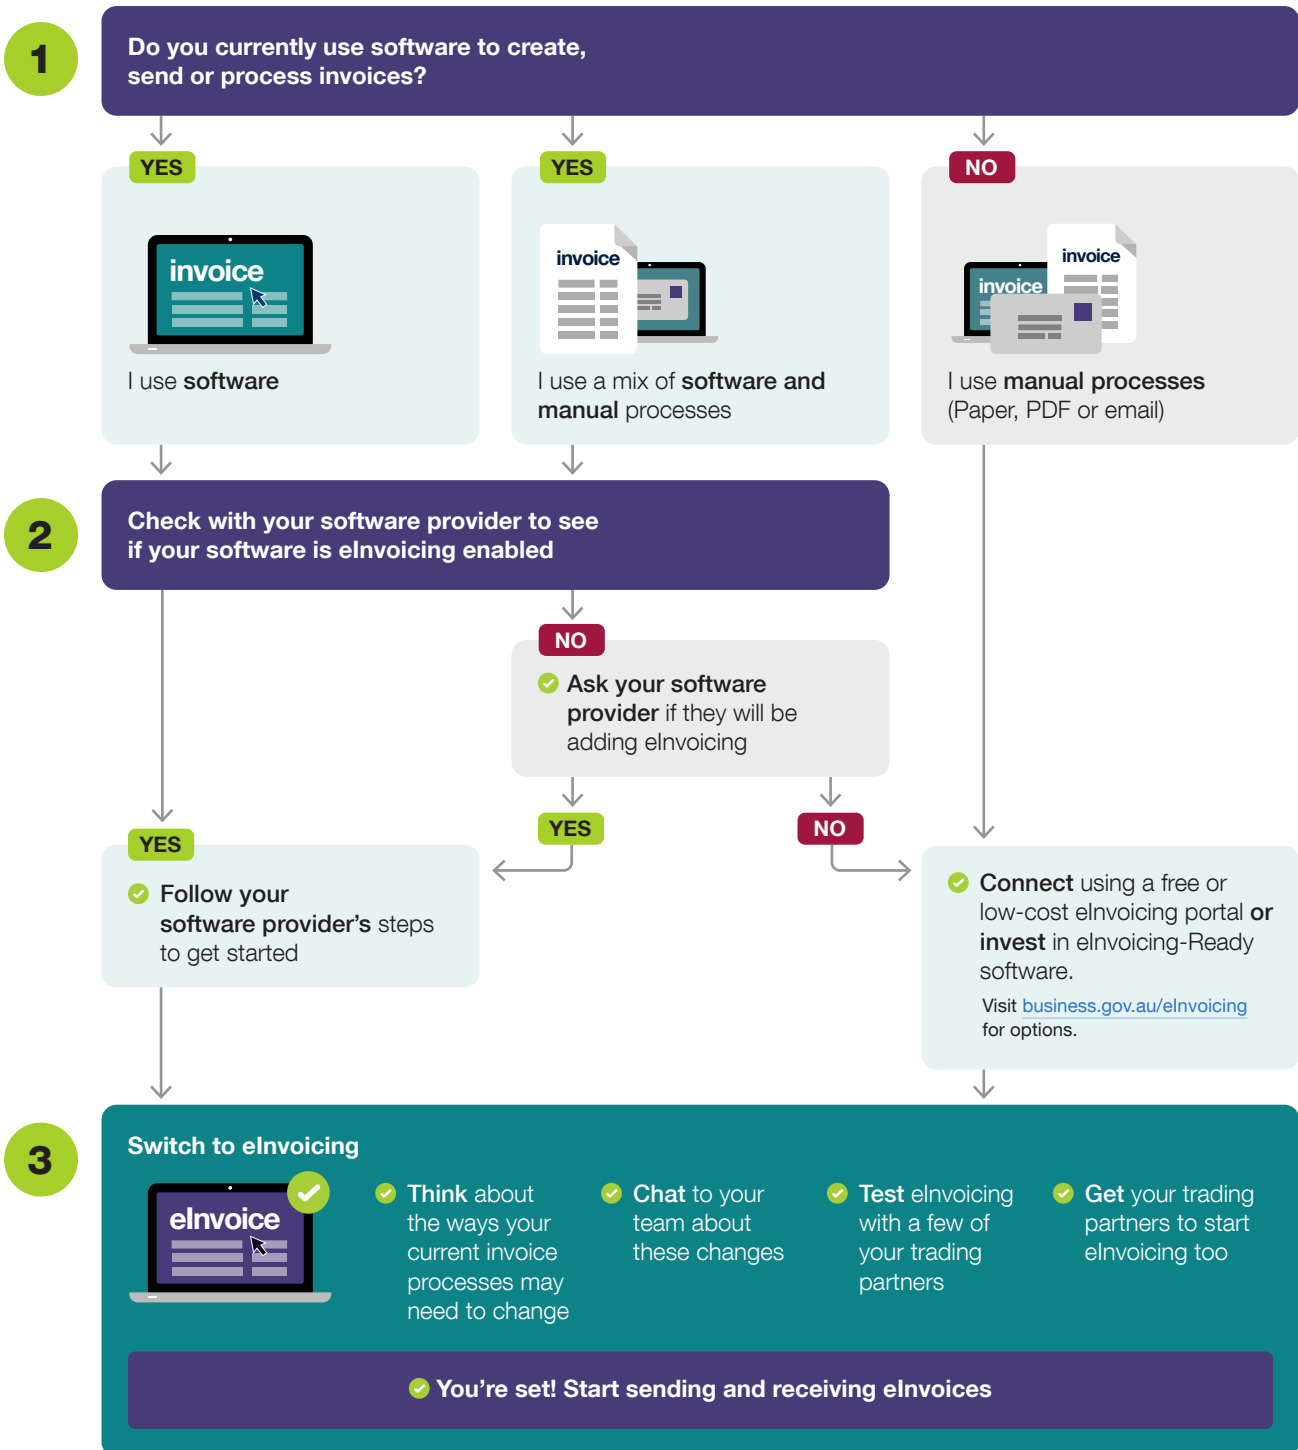 1
Do you currently use software to create,
send or process invoices?
YES
invoice
I use software
YES
invoice
I use a mix of software and
manual processes
NO
invoice
invoice
I use manual processes
(Paper, PDF or email)
2
Check with your software provider to see
if your software is eInvoicing enabled
NO
Ask your software
provider if they will be
adding eInvoicing
YES
NO
YES
Follow your
software provider’s steps
to get started
Connect using a free or
low-cost eInvoicing portal or
invest in eInvoicing-Ready
software.
Visit business.gov.au/eInvoicing
for options.
3
Switch to eInvoicing
eInvoice
Think about
the ways your
current invoice
processes may
need to change
Chat to your
team about
these changes
Test eInvoicing
with a few of
your trading
partners
Get your trading
partners to start
eInvoicing too
You’re set! Start sending and receiving eInvoices